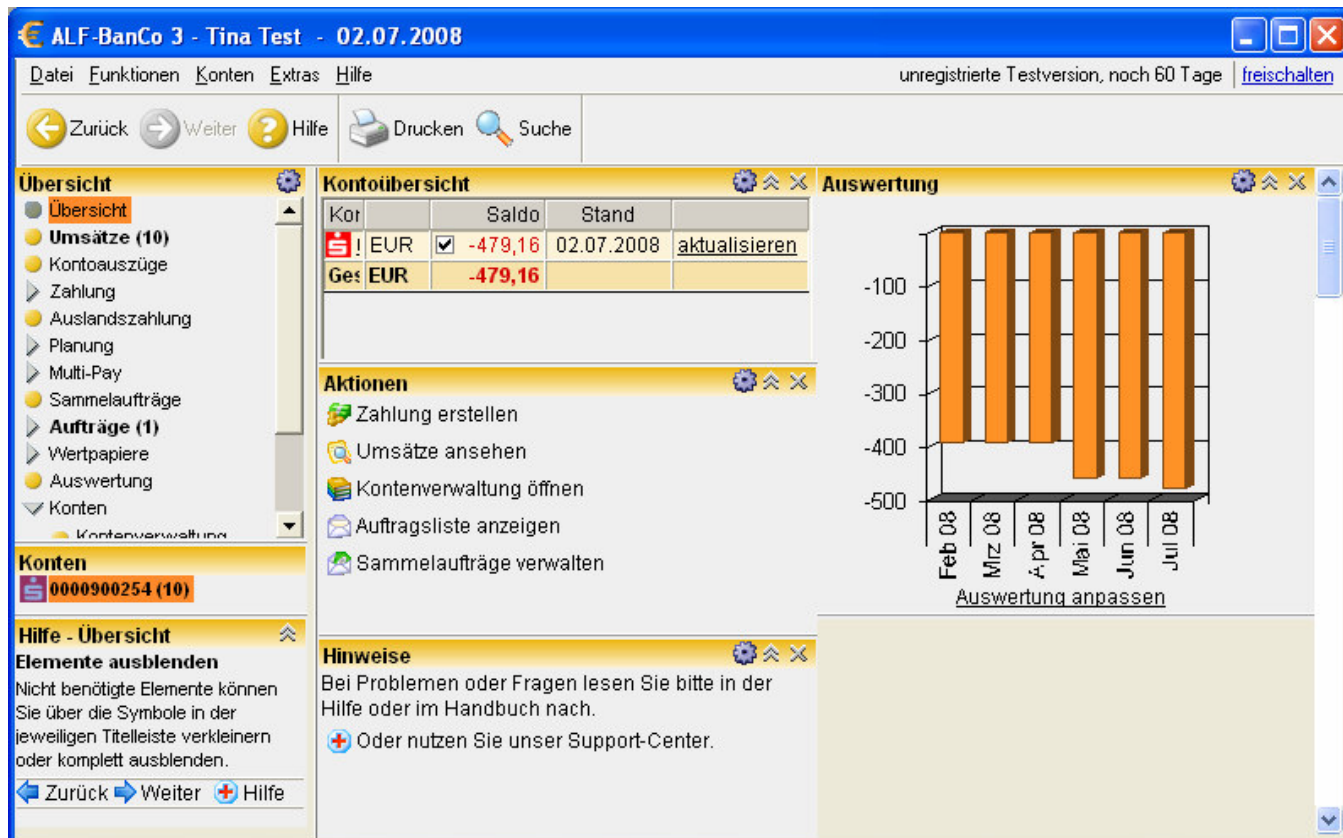 ALF-BanCo 3 - Tina Test - 02.07.2008
Datei Funktionen Konten Extras Hilfe
unregistrierte Testversion, noch 60 Tage freischalten
Zurück Weiter Hilfe Drucken Suche
Übersicht
Übersicht
Umsätze (10)
Kontoauszüge
Zahlung
Auslandszahlung
Planung
Multi-Pay
Sammelaufträge
Aufträge (1)
Wertpapiere
Auswertung
Konten
Kontenverwaltung
Konten
0000900254 (10)
Hilfe - Übersicht
Elemente ausblenden
Nicht benötigte Elemente können
Sie über die Symbole in der
jeweiligen Titelleiste verkleinern
oder komplett ausblenden.
Zurück Weiter Hilfe
Kontoübersicht
Saldo Stand
EUR -479,16 02.07.2008 aktualisieren
Ges EUR -479,16
Aktionen
Zahlung erstellen
Umsätze ansehen
Kontenverwaltung öffnen
Auftragsliste anzeigen
Sammelaufträge verwalten
Hinweise
Bei Problemen oder Fragen lesen Sie bitte in der
Hilfe oder im Handbuch nach.
Oder nutzen Sie unser Support-Center.
Auswertung
-100
-200
-300
-400
-500
Feb 08
Mrz 08
Apr 08
Mai 08
Jun 08
Jul 08
Auswertung anpassen